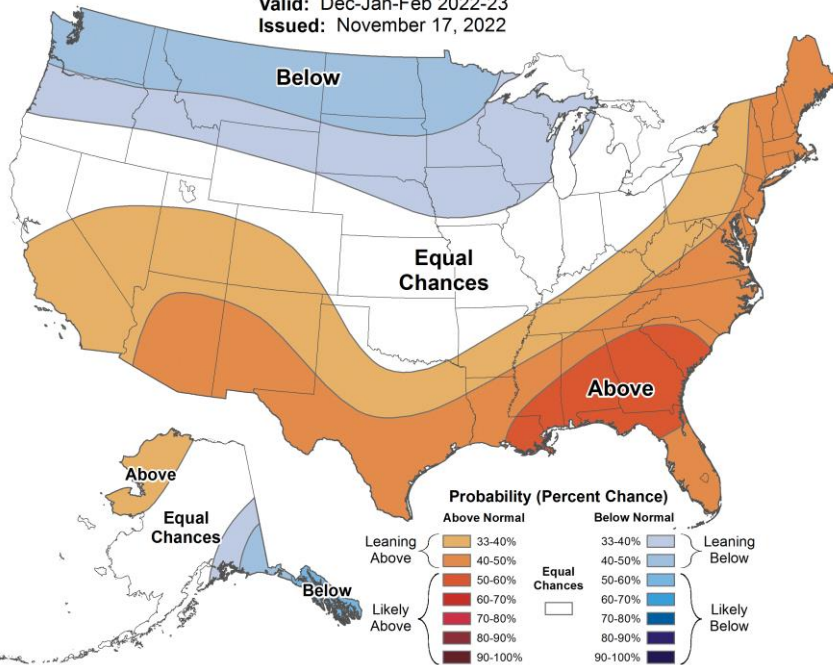 Valid: Dec-Jan-Feb 2022-23
Issued: November 17, 2022
Below
Equal
Chances
Above
Above
Equal
Chances
Below
Probability (Percent Chance)
Above Normal
Below Normal
Leaning
Above
33-40%
40-50%
Likely
Above
50-60%
60-70%
70-80%
80-90%
90-100%
Equal
Chances
33-40%
40-50%
Leaning
Below
50-60%
60-70%
70-80%
80-90%
90-100%
Likely
Below